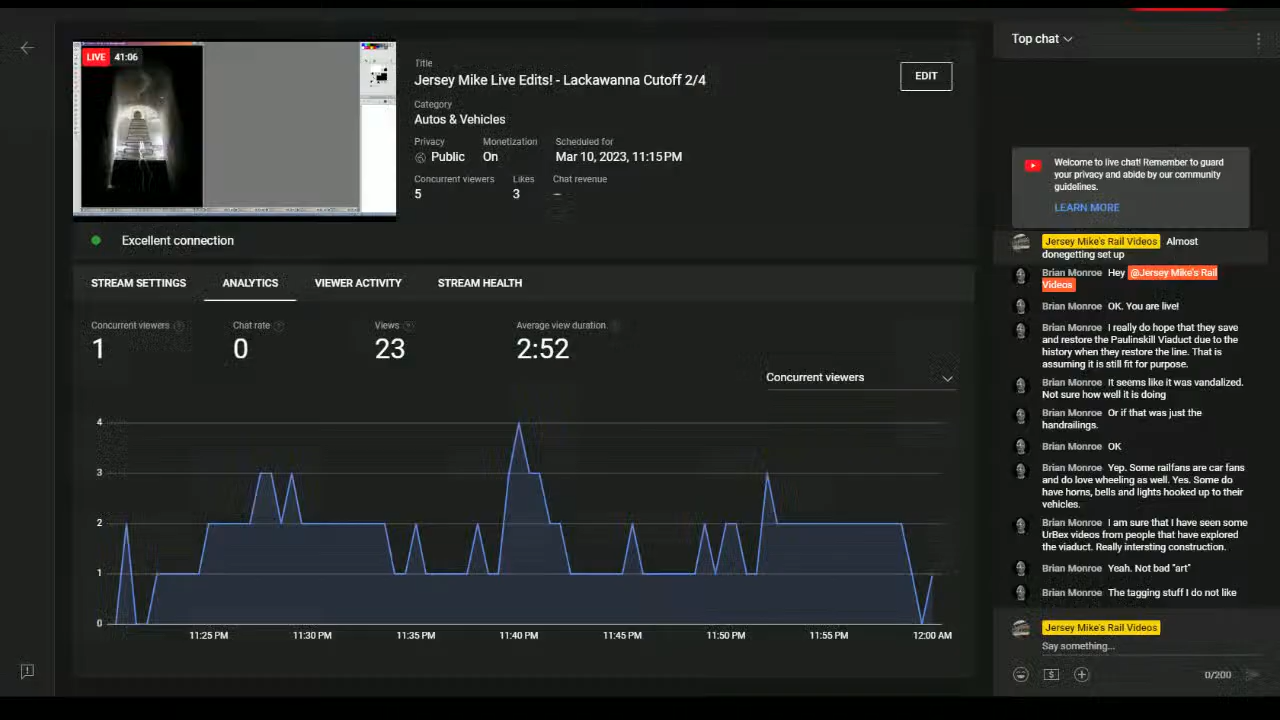 LIVE 41:06
Title
Jersey Mike Live Edits! - Lackawanna Cutoff 2/4
EDIT
Category
Autos & Vehicles
Privacy Monetization Scheduled for
Public On Mar 10, 2023, 11:15 PM
Concurrent viewers Likes Chat revenue
5 3 –
Excellent connection
STREAM SETTINGS ANALYTICS VIEWER ACTIVITY STREAM HEALTH
Concurrent viewers Chat rate Views Average view duration
1 0 23 2:52
Concurrent viewers
4
3
2
1
0
11:25 PM 11:30 PM 11:35 PM 11:40 PM 11:45 PM 11:50 PM 11:55 PM 12:00 AM
Top chat
Welcome to live chat! Remember to guard
your privacy and abide by our community
guidelines.
LEARN MORE
Jersey Mike's Rail Videos Almost
donegetting set up
Brian Monroe Hey @Jersey Mike's Rail
Videos
Brian Monroe OK. You are live!
Brian Monroe I really do hope that they save
and restore the Paulinskill Viaduct due to the
history when they restore the line. That is
assuming it is still fit for purpose.
Brian Monroe It seems like it was vandalized.
Not sure how well it is doing
Brian Monroe Or if that was just the
handrailings.
Brian Monroe OK
Brian Monroe Yep. Some railfans are car fans
and do love wheeling as well. Yes. Some do
have horns, bells and lights hooked up to their
vehicles.
Brian Monroe I am sure that I have seen some
UrBex videos from people that have explored
the viaduct. Really intersting construction.
Brian Monroe Yeah. Not bad "art"
Brian Monroe The tagging stuff I do not like
Jersey Mike's Rail Videos
Say something...
0/200